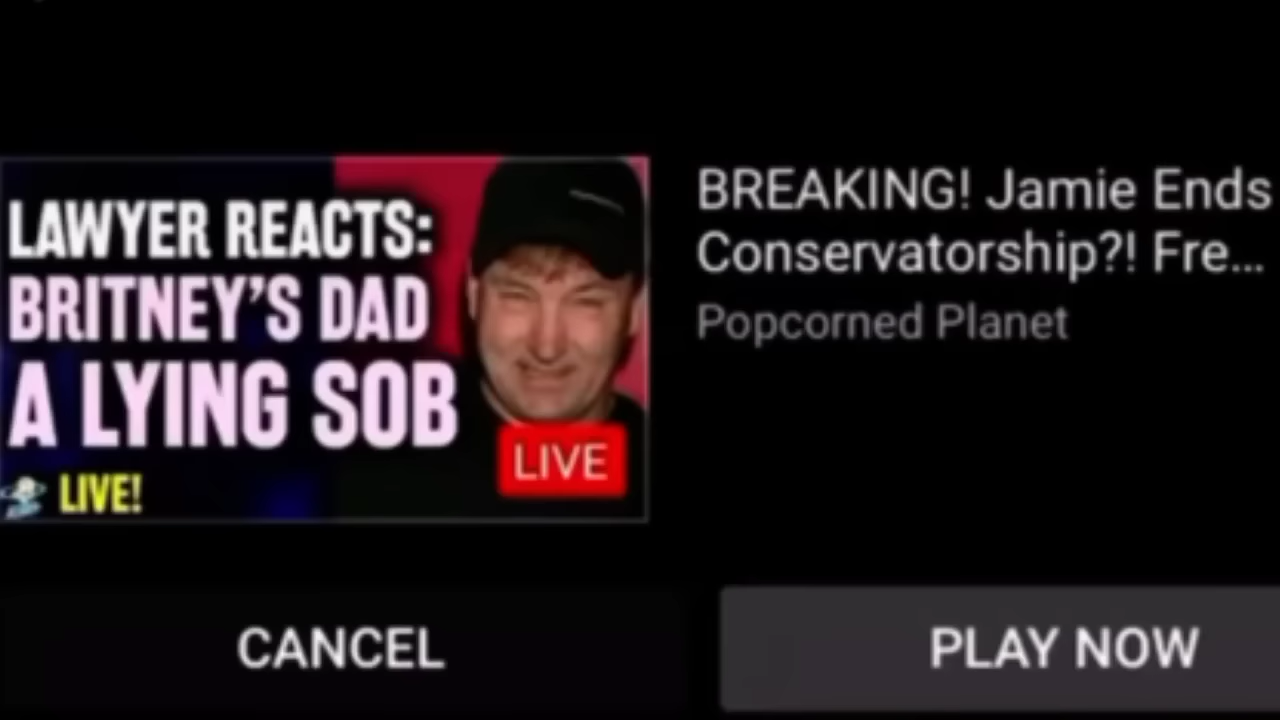 LAWYER REACTS:
BRITNEY'S DAD
A LYING SOB
LIVE!
LIVE
BREAKING! Jamie Ends
Conservatorship?! Fre...
Popcorned Planet
CANCEL
PLAY NOW